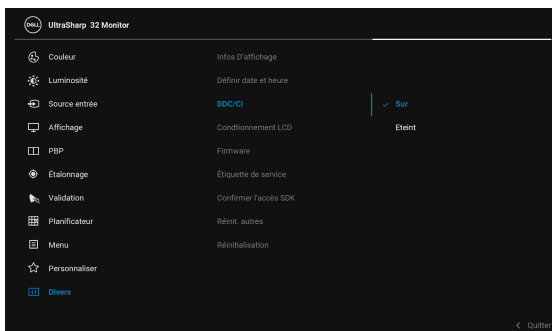 DELL UltraSharp 32 Monitor
Couleur Infos D'affichage
Luminosité Définir date et heure
Source entrée DDC/CI Sur
Affichage Condtionnement LCD Eteint
PBP Firmware
Étalonnage Étiquette de service
Validation Confirmer l'accès SDK
Planificateur Réinit. autres
Menu Réinitialisation
Personnaliser
Divers
Quitter